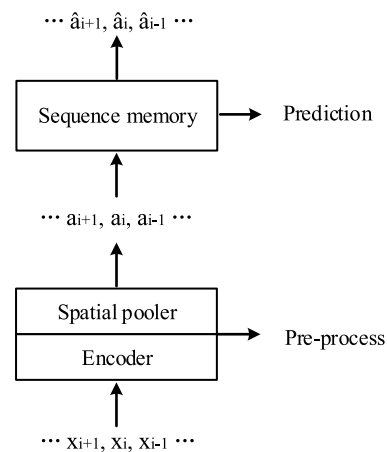 ··· âi+1, âi, âi-1 ···
Sequence memory
Prediction
··· ai+1, ai, ai-1 ···
Spatial pooler
Pre-process
Encoder
··· xi+1, xi, xi-1 ···